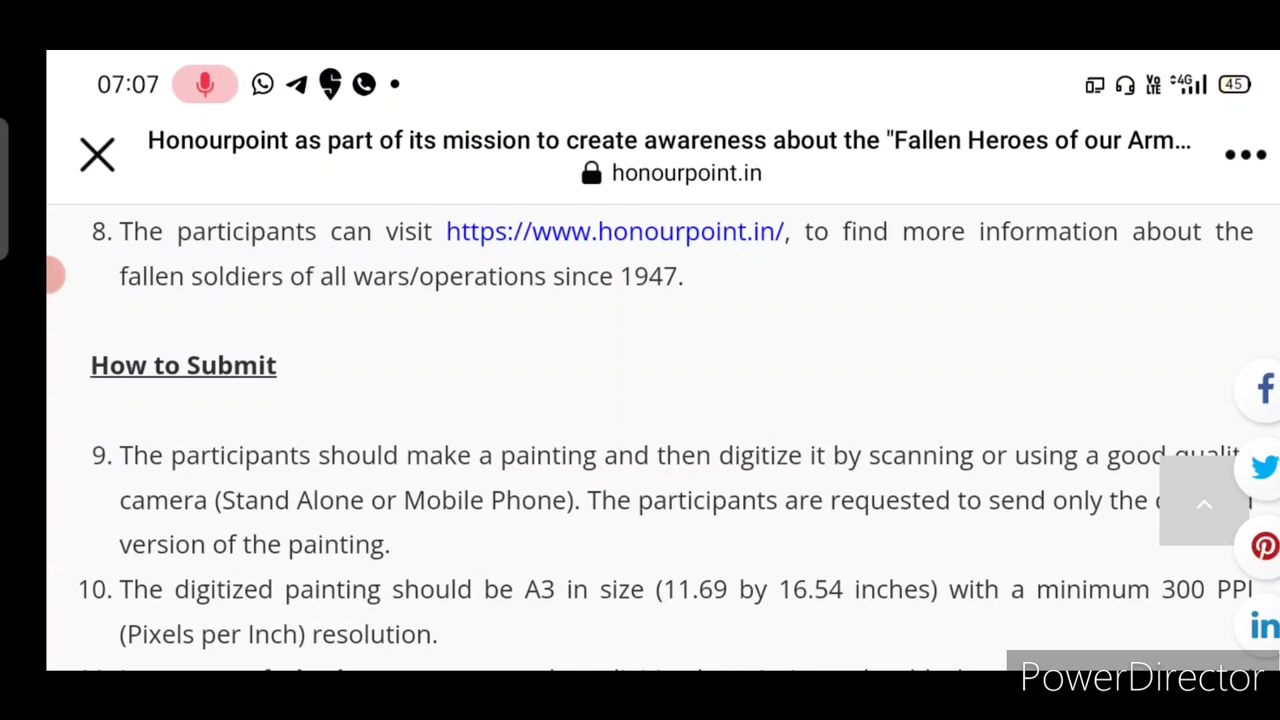 07:07 VoLTE 4G 45
Honourpoint as part of its mission to create awareness about the "Fallen Heroes of our Arm...
honourpoint.in
8. The participants can visit https://www.honourpoint.in/, to find more information about the
fallen soldiers of all wars/operations since 1947.
How to Submit
9. The participants should make a painting and then digitize it by scanning or using a good
camera (Stand Alone or Mobile Phone). The participants are requested to send only the
version of the painting.
10. The digitized painting should be A3 in size (11.69 by 16.54 inches) with a minimum 300 PPI
(Pixels per Inch) resolution.
PowerDirector